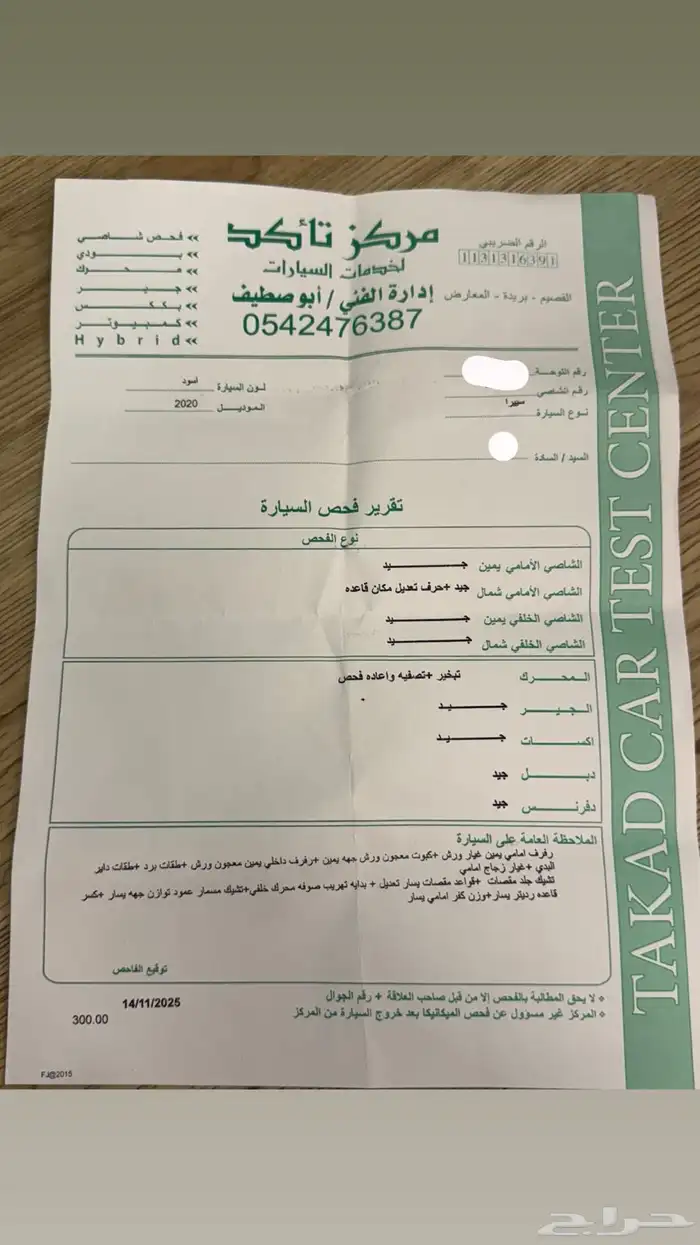 مركز تأكد
لخدمات السيارات
إدارة الفني / أبو صطيف
0542476387
الرقم الضريبي
القصيم - بريدة - المعارض
»» فحص شاصي
»» بودي
»» محرك
»» جير
»» بكس
»» كمبيوتر
»» Hybrid
رقم اللوحة
رقم الشاصي
نوع السيارة سييرا
لون السيارة اسود
الموديل 2020
السيد / السادة
تقرير فحص السيارة
نوع الفحص
الشاصي الأمامي يمين جيد
الشاصي الأمامي شمال جيد +حرف تعديل مكان قاعده
الشاصي الخلفي يمين جيد
الشاصي الخلفي شمال جيد
المحرك تبخير +تصفيه واعاده فحص
الجير جيد
اكسات جيد
دبل جيد
دفرنس جيد
الملاحظة العامة على السيارة
رفرف امامي يمين غيار ورش +كبوت معجون ورش جهه يمين +رفرف داخلي يمين معجون ورش +طقات برد +طقات داير
البدي +غيار زجاج امامي
تشيك جلد مقصات +قواعد مقصات يسار تعديل + بدايه تهريب صوفه محرك خلفي+تشيك مسمار عمود توازن جهه يسار +كسر
قاعده رديتر يسار+وزن كفر امامي يسار
توقيع الفاحص
14/11/2025
300.00
* لا يحق المطالبة بالفحص إلا من قبل صاحب العلاقة + رقم الجوال
* المركز غير مسؤول عن فحص الميكانيكا بعد خروج السيارة من المركز
FJ@2015
TAKAD CAR TEST CENTER
حراج